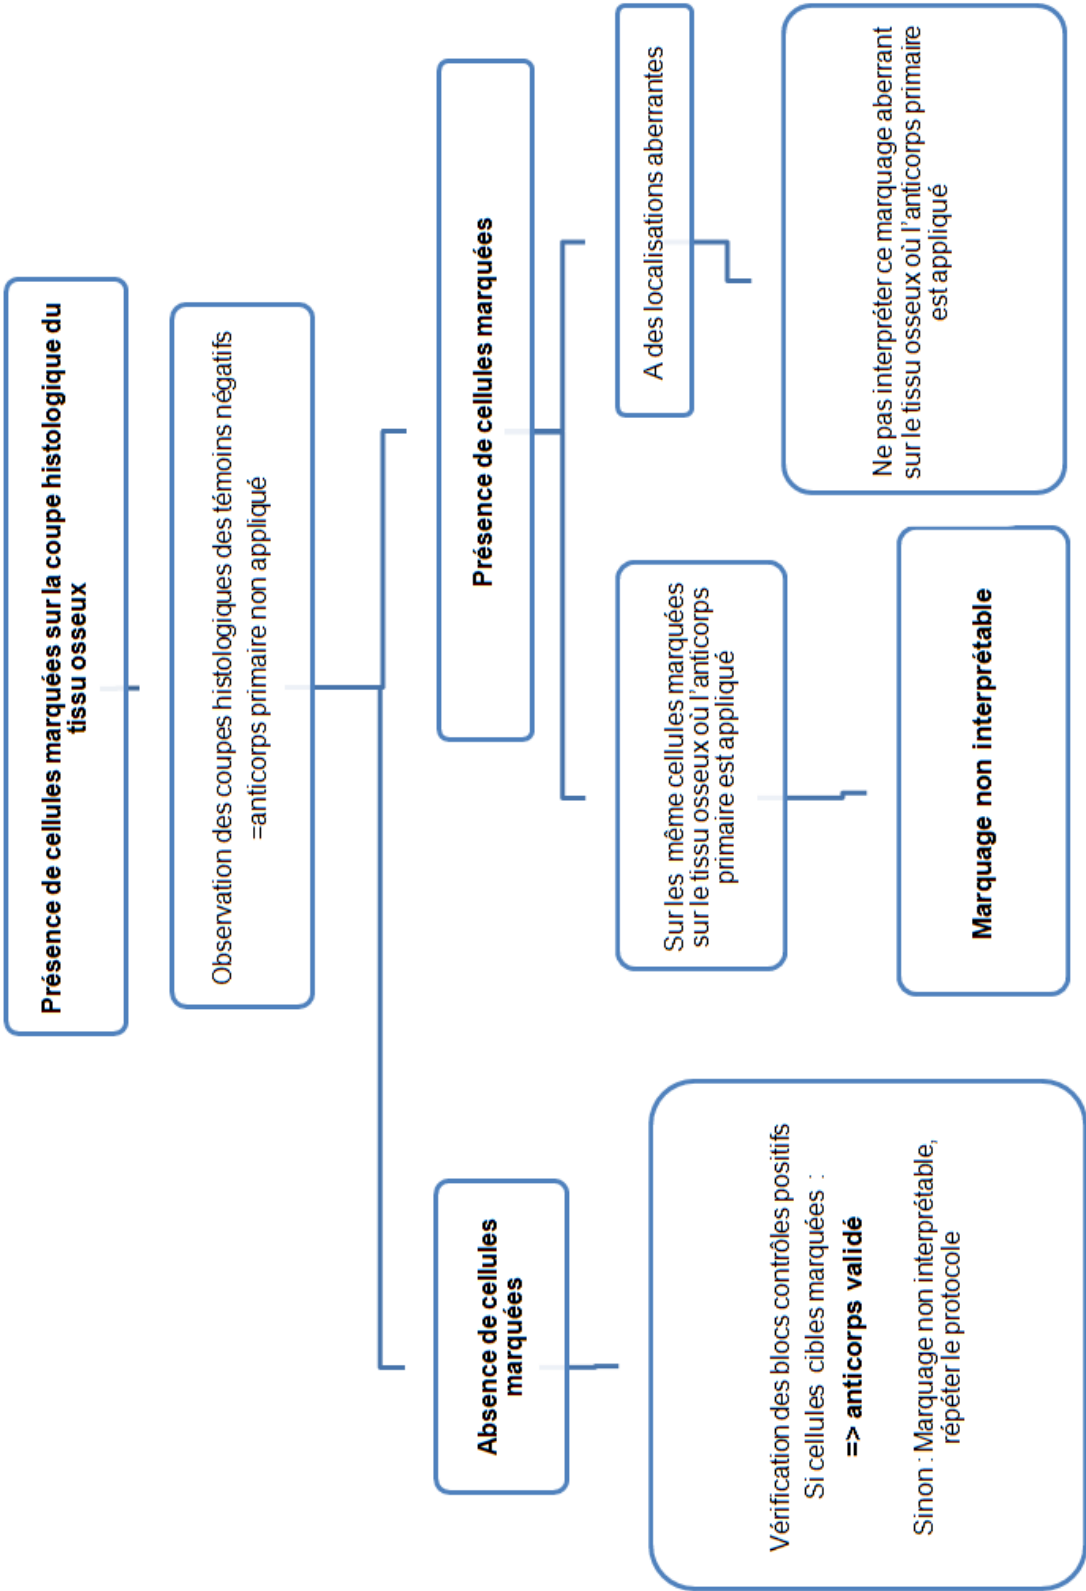 Présence de cellules marquées sur la coupe histologique du
tissu osseux
Observation des coupes histologiques des témoins négatifs
=anticorps primaire non appliqué
Absence de cellules
marquées
Présence de cellules marquées
Vérification des blocs contrôles positifs
Si cellules cibles marquées :
=> anticorps validé
Sinon : Marquage non interprétable,
répéter le protocole
Sur les même cellules marquées
sur le tissu osseux où l'anticorps
primaire est appliqué
A des localisations aberrantes
Marquage non interprétable
Ne pas interpréter ce marquage aberrant
sur le tissu osseux où l'anticorps primaire
est appliqué